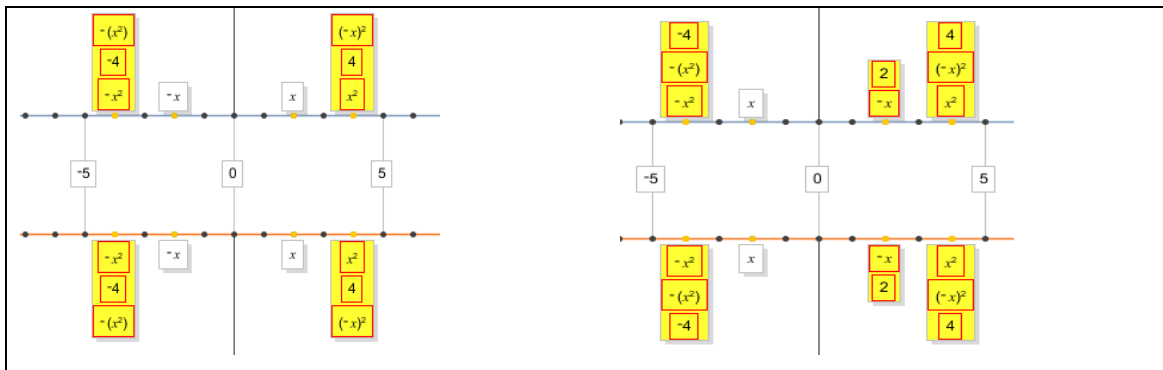 ⁻(x²)
⁻4
⁻x²
⁻x
x
(⁻x)²
4
x²
⁻5
0
5
⁻x²
⁻4
⁻(x²)
⁻x
x
x²
4
(⁻x)²
⁻4
⁻(x²)
⁻x²
x
2
⁻x
4
(⁻x)²
x²
⁻5
0
5
⁻x²
⁻(x²)
⁻4
x
⁻x
2
x²
(⁻x)²
4